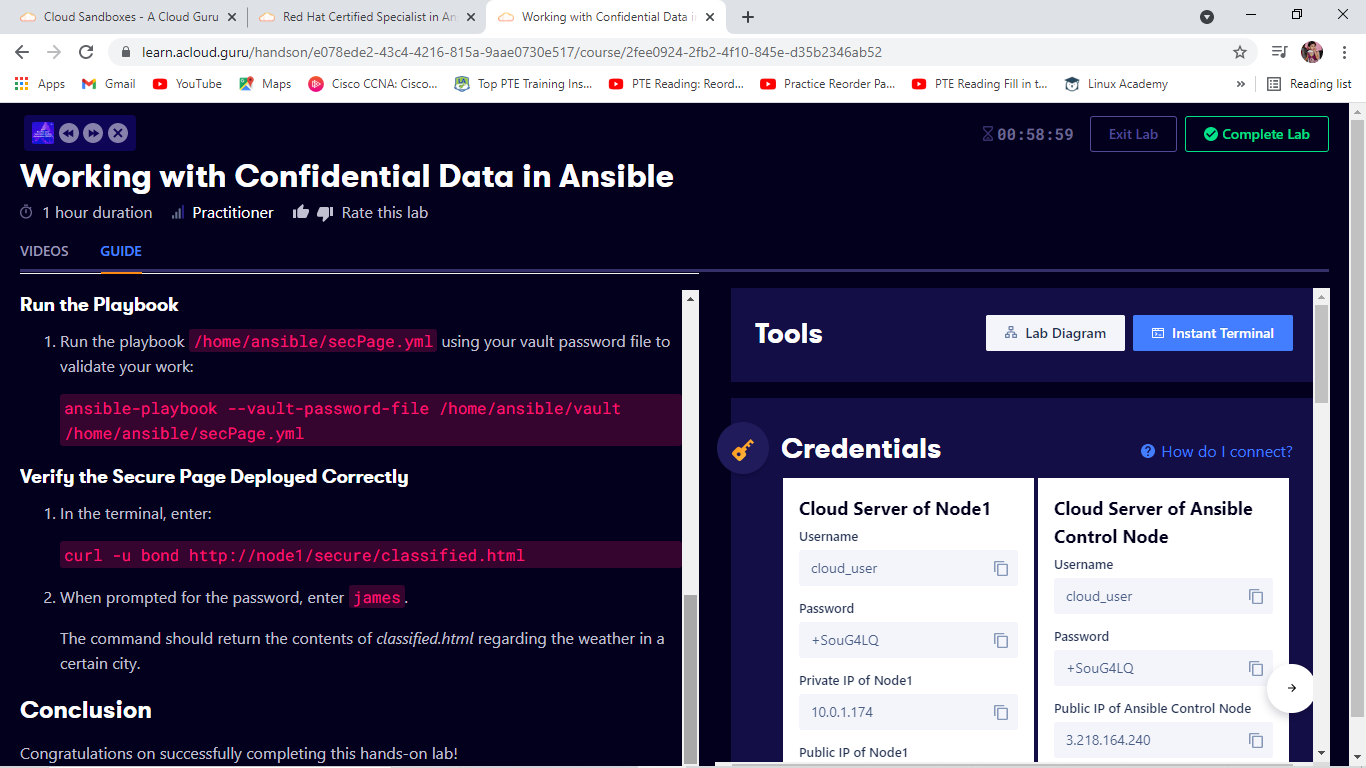 Cloud Sandboxes - A Cloud Guru
Red Hat Certified Specialist in An
Working with Confidential Data i
learn.acloud.guru/handson/e078ede2-43c4-4216-815a-9aae0730e517/course/2fee0924-2fb2-4f10-845e-d35b2346ab52
Apps Gmail YouTube Maps Cisco CCNA: Cisco... Top PTE Training Ins... PTE Reading: Reord... Practice Reorder Pa... PTE Reading Fill in t... Linux Academy » Reading list
00:58:59 Exit Lab Complete Lab
Working with Confidential Data in Ansible
1 hour duration Practitioner Rate this lab
VIDEOS GUIDE
Run the Playbook
1. Run the playbook /home/ansible/secPage.yml using your vault password file to
validate your work:
ansible-playbook --vault-password-file /home/ansible/vault
/home/ansible/secPage.yml
Verify the Secure Page Deployed Correctly
1. In the terminal, enter:
curl -u bond http://node1/secure/classified.html
2. When prompted for the password, enter james.
The command should return the contents of classified.html regarding the weather in a
certain city.
Conclusion
Congratulations on successfully completing this hands-on lab!
Tools
Lab Diagram
Instant Terminal
Credentials
How do I connect?
Cloud Server of Node1
Username
cloud_user
Password
+SouG4LQ
Private IP of Node1
10.0.1.174
Public IP of Node1
Cloud Server of Ansible
Control Node
Username
cloud_user
Password
+SouG4LQ
Public IP of Ansible Control Node
3.218.164.240